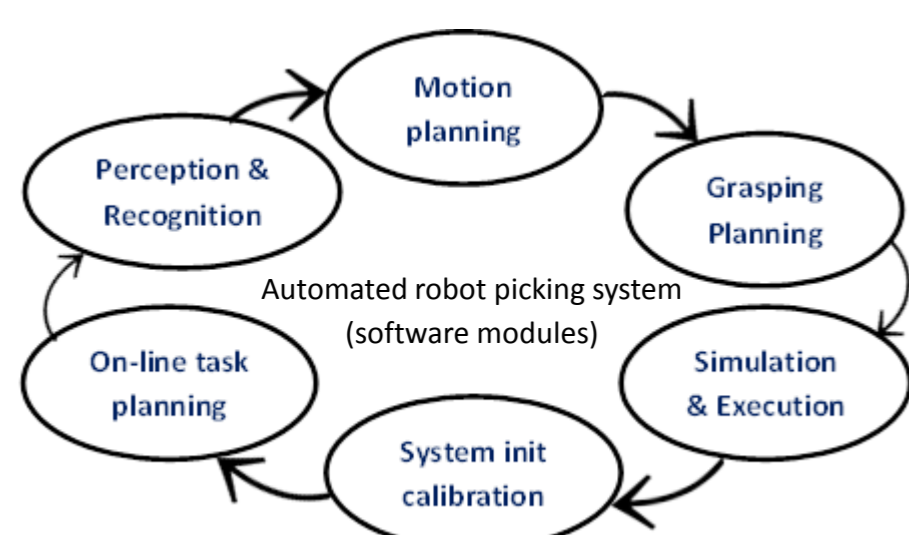 Motion
planning
Perception &
Recognition
Grasping
Planning
Automated robot picking system
(software modules)
On-line task
planning
Simulation
& Execution
System init
calibration